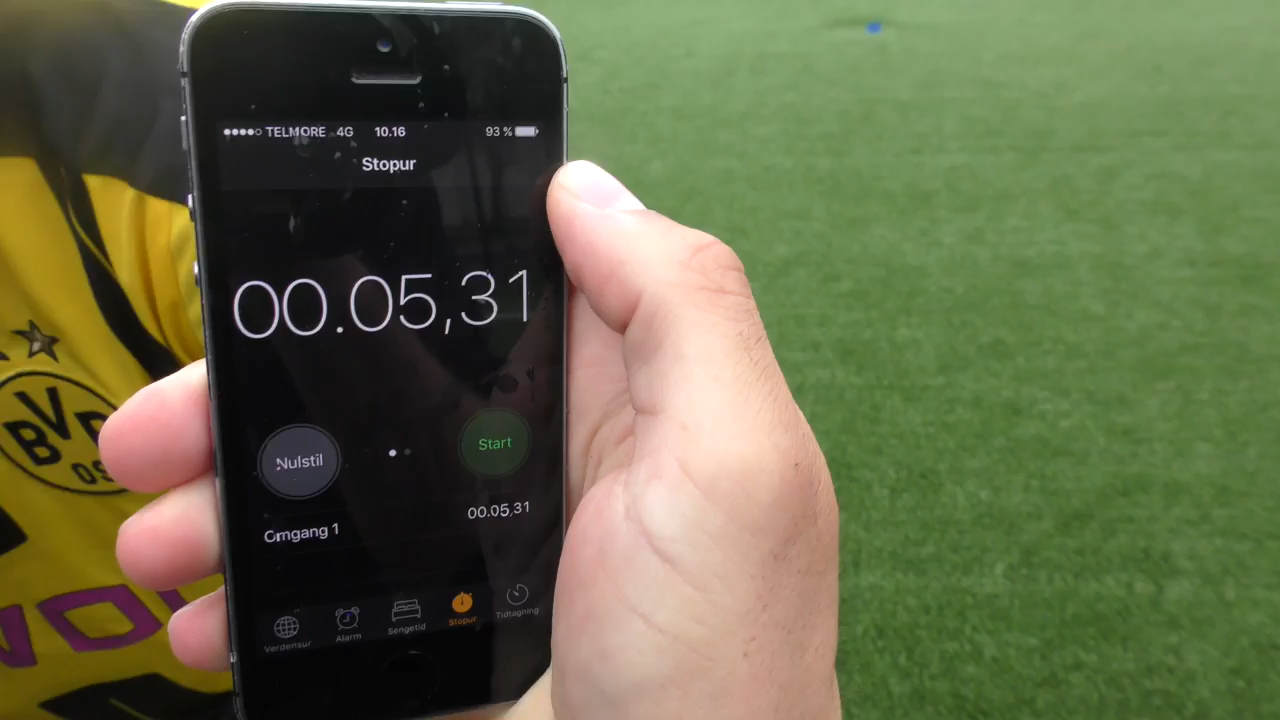 TELMORE 4G 10.16 93 %
Stopur
00.05,31
Nulstil
Start
Omgang 1
00.05,31
Verdensur
Alarm
Sengetid
Stopur
Tidtagning
BVB